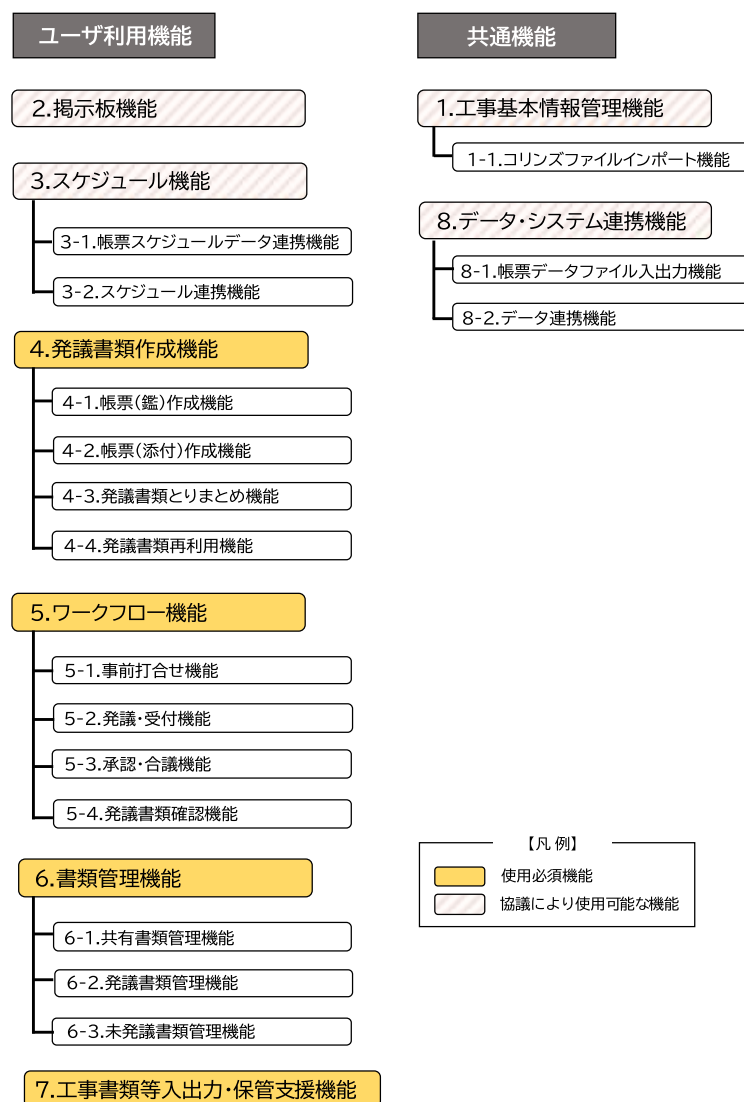 ユーザ利用機能
2.掲示板機能
3.スケジュール機能
3-1.帳票スケジュールデータ連携機能
3-2.スケジュール連携機能
4.発議書類作成機能
4-1.帳票(鑑)作成機能
4-2.帳票(添付)作成機能
4-3.発議書類とりまとめ機能
4-4.発議書類再利用機能
5.ワークフロー機能
5-1.事前打合せ機能
5-2.発議・受付機能
5-3.承認・合議機能
5-4.発議書類確認機能
6.書類管理機能
6-1.共有書類管理機能
6-2.発議書類管理機能
6-3.未発議書類管理機能
7.工事書類等入出力・保管支援機能
共通機能
1.工事基本情報管理機能
1-1.コリンズファイルインポート機能
8.データ・システム連携機能
8-1.帳票データファイル入出力機能
8-2.データ連携機能
【凡 例】
使用必須機能
協議により使用可能な機能